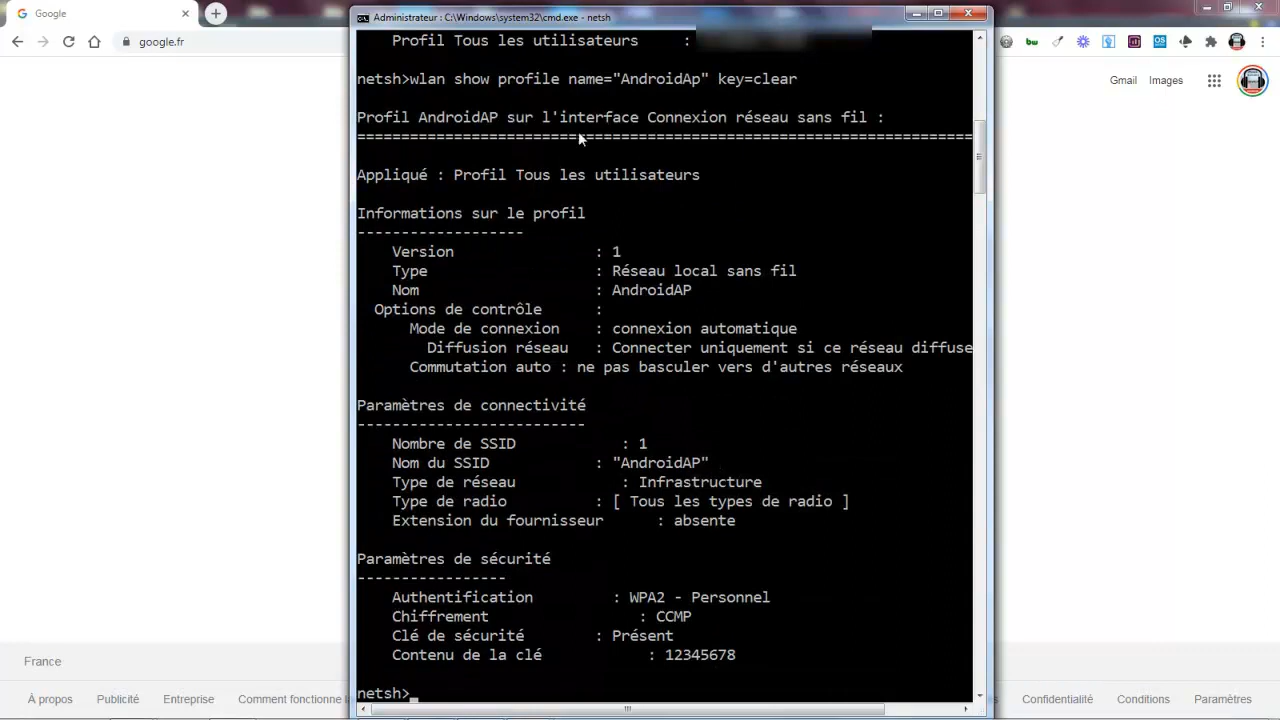 Google
google.fr
Gmail
Images
Administrateur : C:\Windows\system32\cmd.exe - netsh
Profil Tous les utilisateurs     :
netsh>wlan show profile name="AndroidAp" key=clear
Profil AndroidAP sur l'interface Connexion réseau sans fil :
=======================================================================
Appliqué : Profil Tous les utilisateurs
Informations sur le profil
-------------------
Version                : 1
Type                   : Réseau local sans fil
Nom                    : AndroidAP
Options de contrôle      :
Mode de connexion    : connexion automatique
Diffusion réseau   : Connecter uniquement si ce réseau diffuse
Commutation auto : ne pas basculer vers d'autres réseaux
Paramètres de connectivité
--------------------------
Nombre de SSID            : 1
Nom du SSID            : "AndroidAP"
Type de réseau            : Infrastructure
Type de radio          : [ Tous les types de radio ]
Extension du fournisseur      : absente
Paramètres de sécurité
-----------------
Authentification         : WPA2 - Personnel
Chiffrement                 : CCMP
Clé de sécurité        : Présent
Contenu de la clé            : 12345678
netsh>
France
À propos
Publicité
Entreprise
Comment fonctionne la
Confidentialité
Conditions
Paramètres